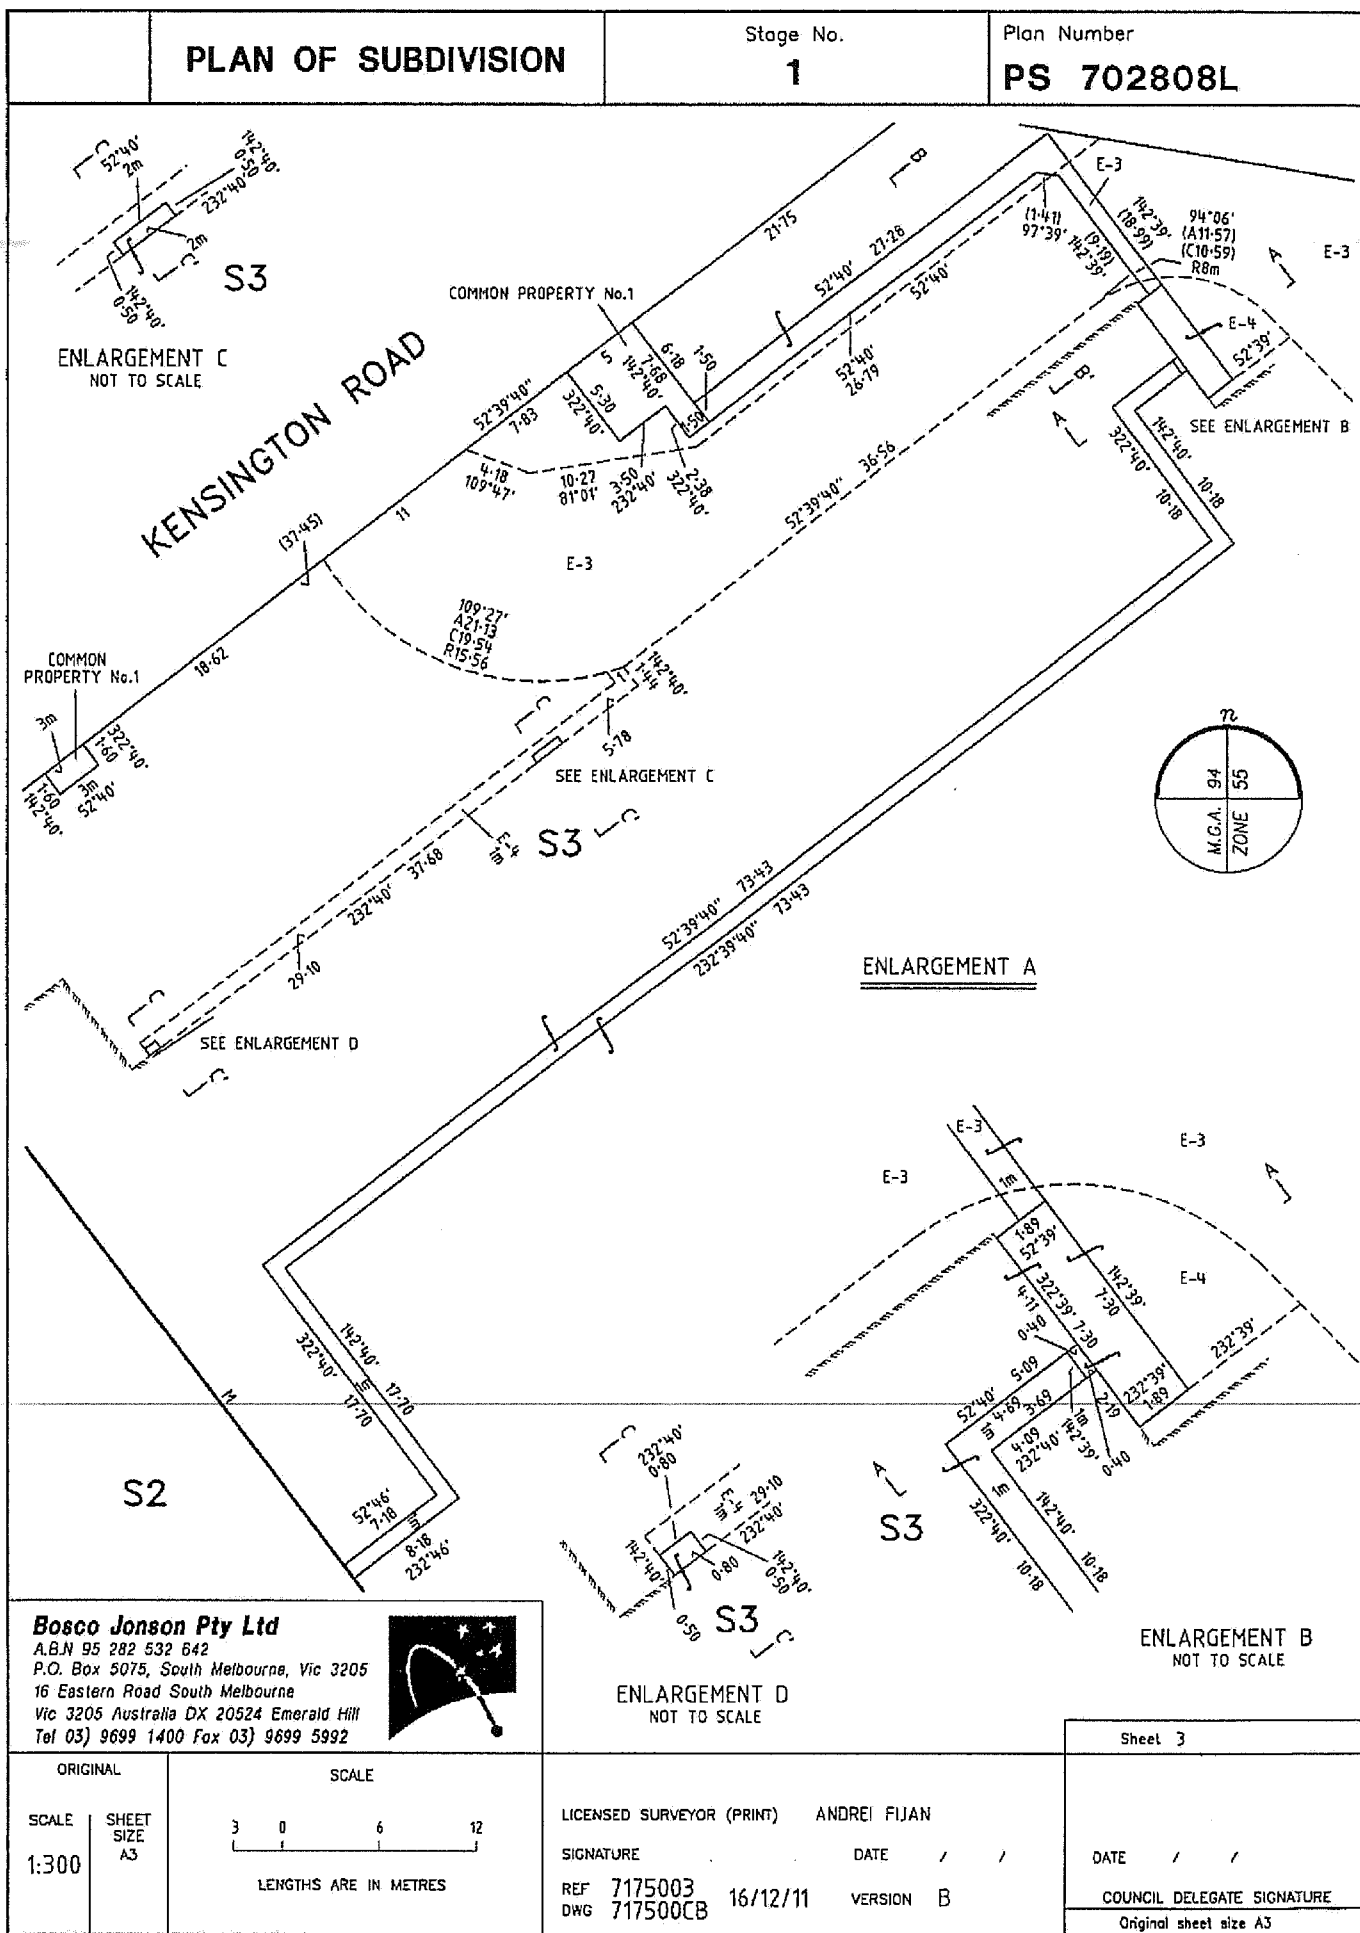 PLAN OF SUBDIVISION
Stage No.
1
Plan Number
PS 702808L
C
52°40'
2m
142°40'
0·50
232°40'
2m
C'
142°40'
0·50
S3
ENLARGEMENT C
NOT TO SCALE
KENSINGTON ROAD
COMMON PROPERTY No.1
21·75
B
52°40' 27·28
52°40'
52°40'
26·79
(1·41)
97°39'
E-3
142°39'
(18·99)
(9·19)
142°39'
94°06'
(A11·57)
(C10·59)
R8m
A
E-3
E-4
52°39'
B'
A
SEE ENLARGEMENT B
5
6·18
7·68
142°40'
1·50
5·30
322°40'
1·50
52°39'40"
7·83
4·18
109°47'
10·27
81°01'
3·50
232°40'
2·38
322°40'
11
(37·45)
E-3
52°39'40" 36·56
142°40'
322°40'
10·18
10·18
109°27'
A21·13
C19·54
R15·56
18·62
COMMON
PROPERTY No.1
3m
322°40'
1·60
1·60
142°40'
3m
52°40'
142°40'
1·44
C
5·78
SEE ENLARGEMENT C
S3
C'
E-4
1m
232°40' 37·68
29·10
C
SEE ENLARGEMENT D
C'
n
M.G.A. 94
ZONE 55
52°39'40" 73·43
232°39'40" 73·43
ENLARGEMENT A
M
S2
142°40'
322°40'
1m
17·70
17·70
52°46'
7·18
1m
8·18
232°46'
E-3
E-3
E-3
A
1m
1·89
52°39'
E-4
322°39'
4·11
7·30
142°39'
7·30
0·40
232°39'
52°40' 5·09
1m 4·69 3·69
4·09
232°40'
1m
142°39'
2·19
232°39'
1·89
0·40
A
S3
1m
322°40'
142°40'
10·18
10·18
ENLARGEMENT B
NOT TO SCALE
C
232°40'
0·80
E-4
1m
29·10
232°40'
142°40'
0·80
142°40'
0·50
0·50
S3
C'
ENLARGEMENT D
NOT TO SCALE
Bosco Jonson Pty Ltd
A.B.N 95 282 532 642
P.O. Box 5075, South Melbourne, Vic 3205
16 Eastern Road South Melbourne
Vic 3205 Australia DX 20524 Emerald Hill
Tel 03) 9699 1400 Fax 03) 9699 5992
Sheet 3
ORIGINAL
SCALE
SHEET
SIZE
1:300
A3
SCALE
3 0 6 12
LENGTHS ARE IN METRES
LICENSED SURVEYOR (PRINT) ANDREI FIJAN
SIGNATURE DATE / /
REF 7175003
DWG 717500CB
16/12/11
VERSION B
DATE / /
COUNCIL DELEGATE SIGNATURE
Original sheet size A3